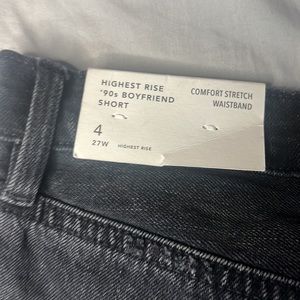 HIGHEST RISE
'90s BOYFRIEND
SHORT
COMFORT STRETCH
WAISTBAND
4
27W HIGHEST RISE